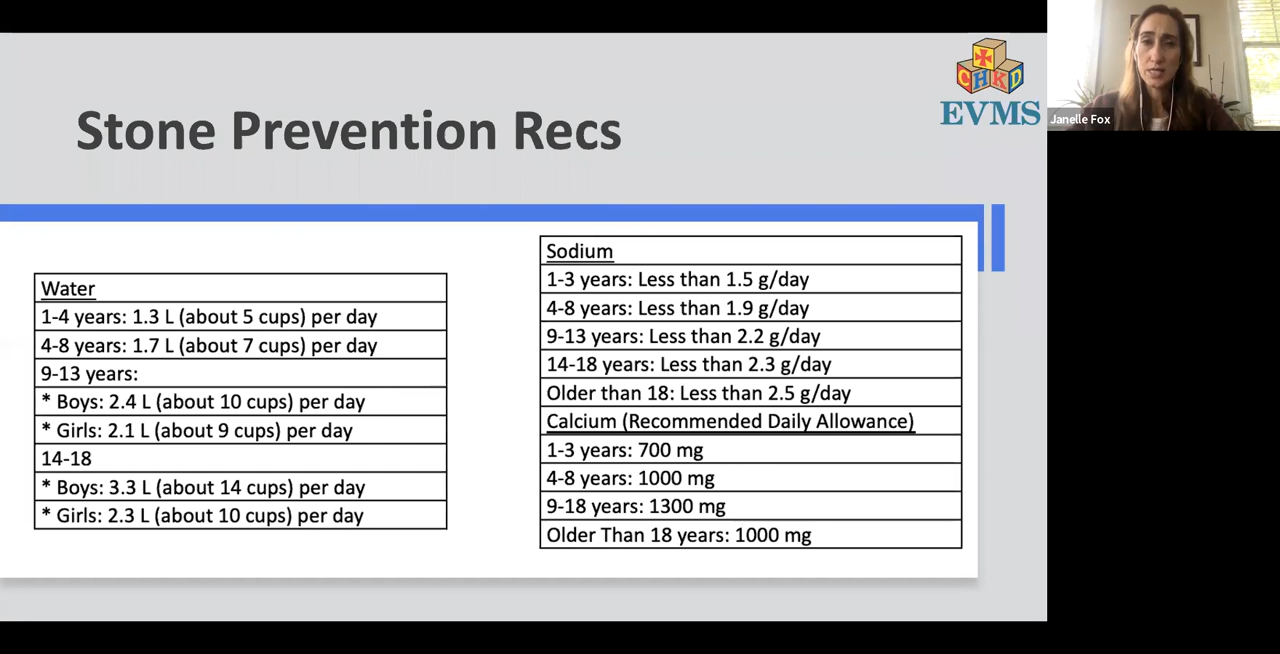 Stone Prevention Recs
CHKD
EVMS
Janelle Fox
Water
1-4 years: 1.3 L (about 5 cups) per day
4-8 years: 1.7 L (about 7 cups) per day
9-13 years:
* Boys: 2.4 L (about 10 cups) per day
* Girls: 2.1 L (about 9 cups) per day
14-18
* Boys: 3.3 L (about 14 cups) per day
* Girls: 2.3 L (about 10 cups) per day
Sodium
1-3 years: Less than 1.5 g/day
4-8 years: Less than 1.9 g/day
9-13 years: Less than 2.2 g/day
14-18 years: Less than 2.3 g/day
Older than 18: Less than 2.5 g/day
Calcium (Recommended Daily Allowance)
1-3 years: 700 mg
4-8 years: 1000 mg
9-18 years: 1300 mg
Older Than 18 years: 1000 mg